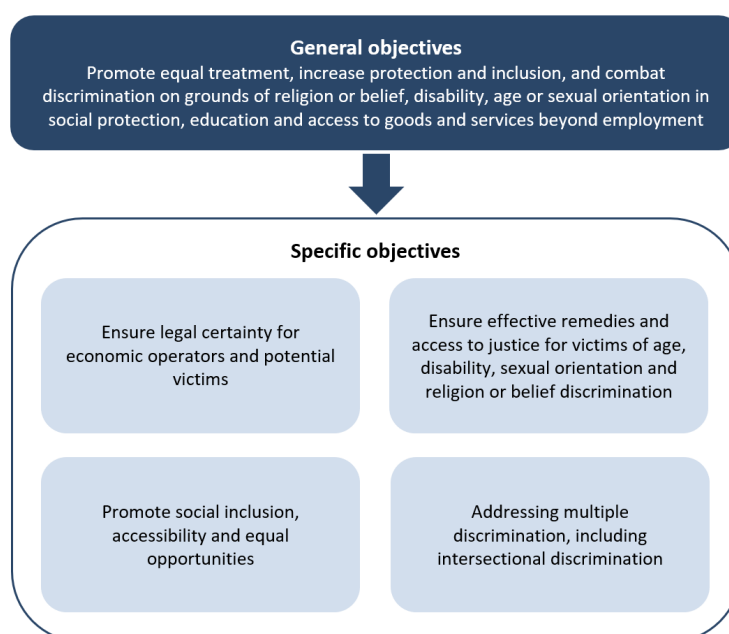 General objectives
Promote equal treatment, increase protection and inclusion, and combat
discrimination on grounds of religion or belief, disability, age or sexual orientation in
social protection, education and access to goods and services beyond employment
Specific objectives
Ensure legal certainty for
economic operators and potential
victims
Ensure effective remedies and
access to justice for victims of age,
disability, sexual orientation and
religion or belief discrimination
Promote social inclusion,
accessibility and equal
opportunities
Addressing multiple
discrimination, including
intersectional discrimination